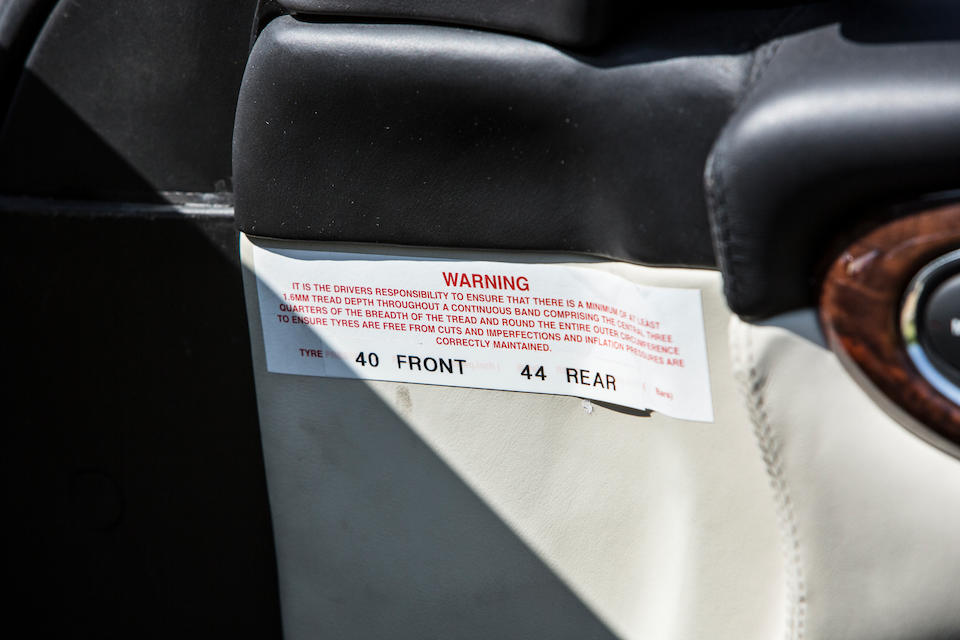 WARNING
IT IS THE DRIVERS RESPONSIBILITY TO ENSURE THAT THERE IS A MINIMUM OF AT LEAST
1.6MM TREAD DEPTH THROUGHOUT A CONTINUOUS BAND COMPRISING THE CENTRAL THREE
QUARTERS OF THE BREADTH OF THE TREAD AND ROUND THE ENTIRE OUTER CIRCUMFERENCE
TO ENSURE TYRES ARE FREE FROM CUTS AND IMPERFECTIONS AND INFLATION PRESSURES ARE
CORRECTLY MAINTAINED.
TYRE 40 FRONT 44 REAR Bars)